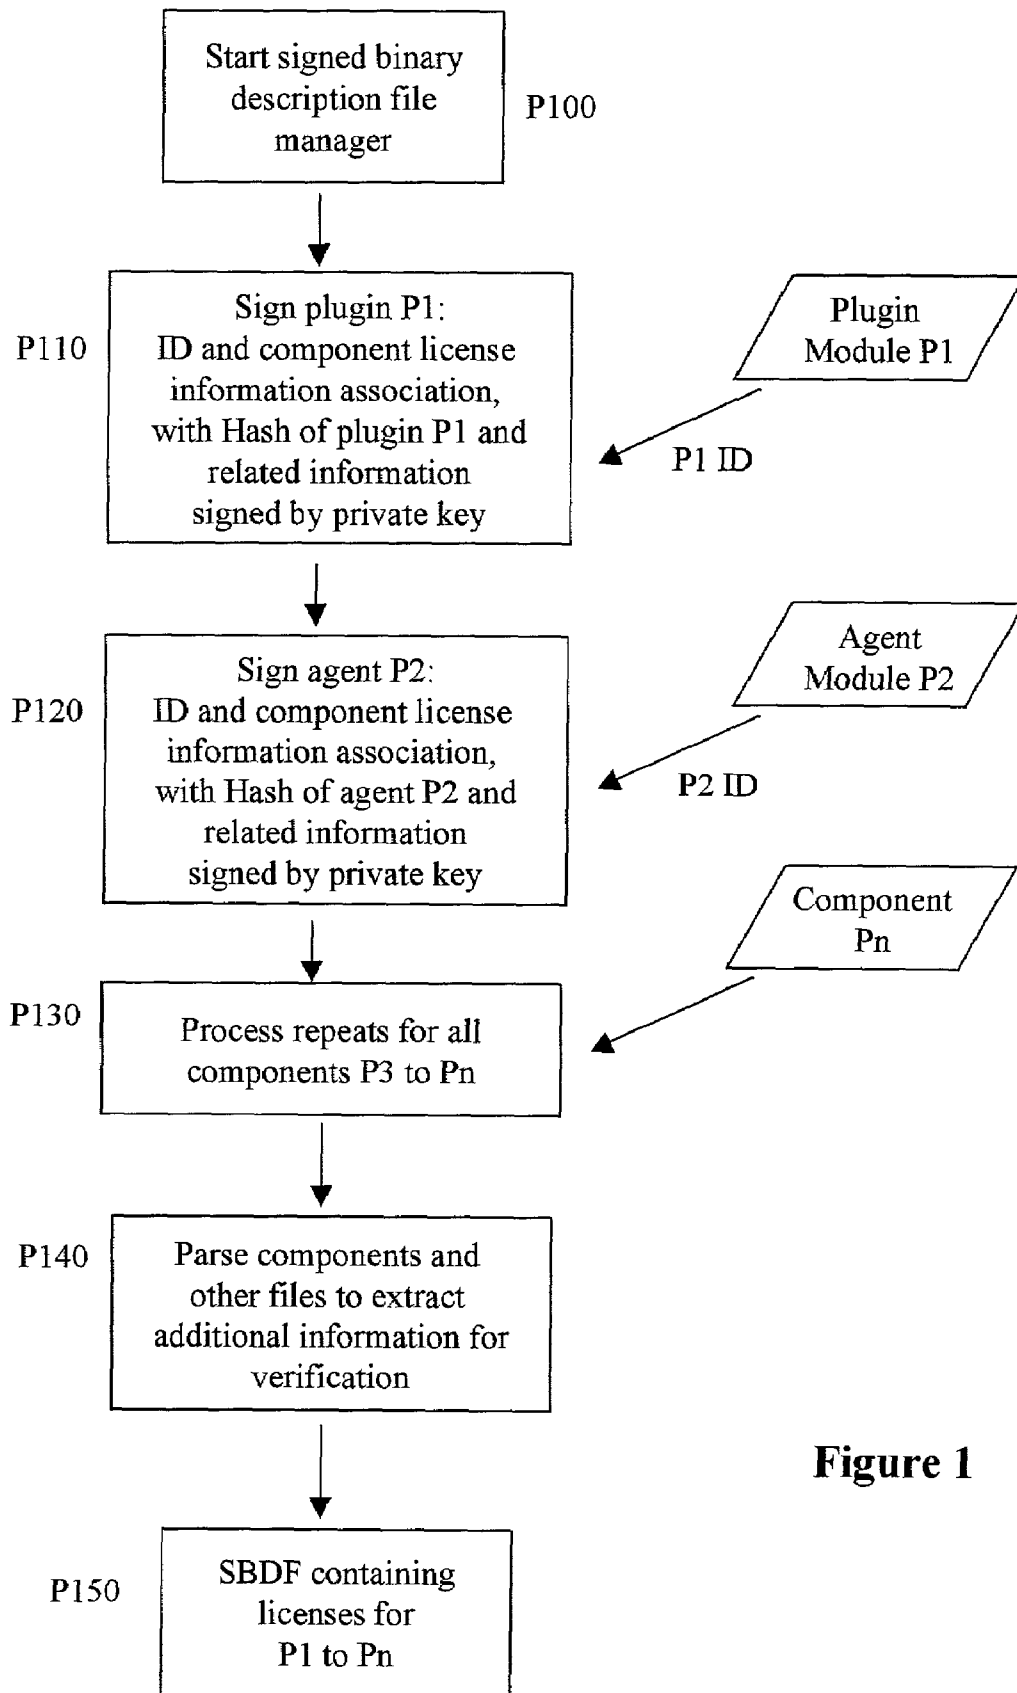 Start signed binary
description file
manager
P100
P110
Sign plugin P1:
ID and component license
information association,
with Hash of plugin P1 and
related information
signed by private key
Plugin
Module P1
P1 ID
P120
Sign agent P2:
ID and component license
information association,
with Hash of agent P2 and
related information
signed by private key
Agent
Module P2
P2 ID
Component
Pn
P130
Process repeats for all
components P3 to Pn
P140
Parse components and
other files to extract
additional information for
verification
Figure 1
P150
SBDF containing
licenses for
P1 to Pn